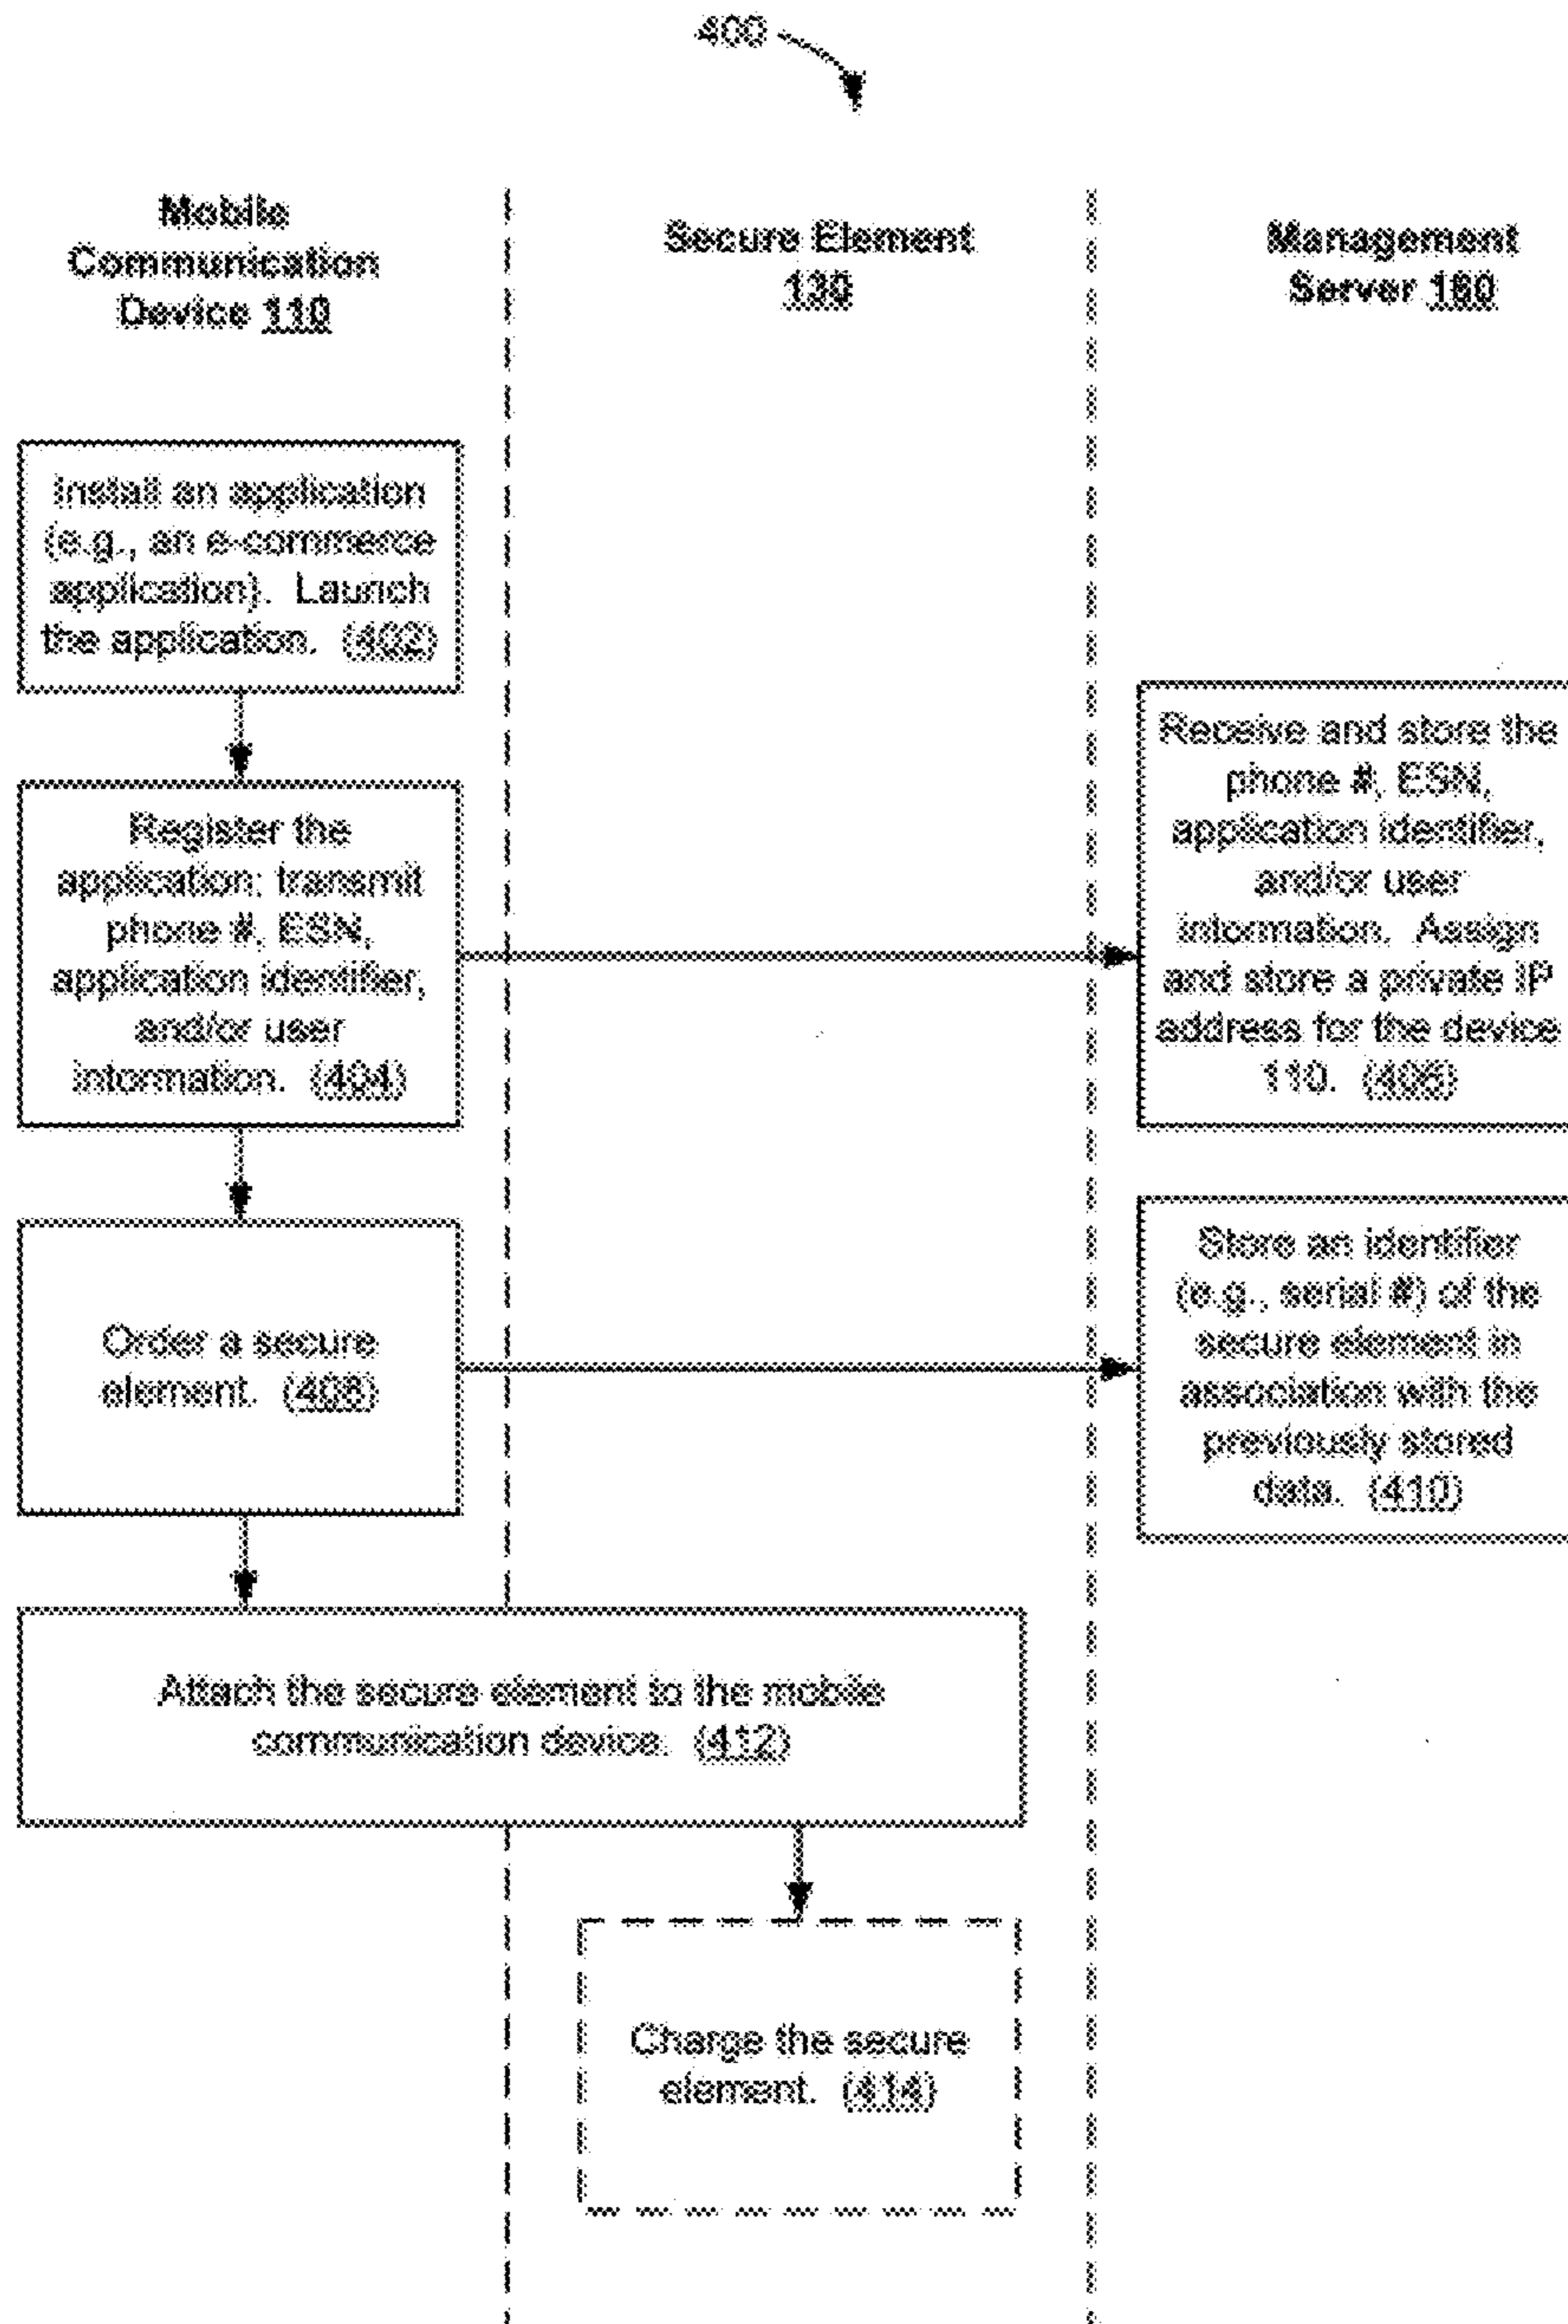 400
Mobile
Communication
Device 110
Secure Element
130
Management
Server 160
Install an application
(e.g., an e-commerce
application). Launch
the application. (402)
Register the
application; transmit
phone #, ESN,
application identifier,
and/or user
information. (404)
Receive and store the
phone #, ESN,
application identifier,
and/or user
information. Assign
and store a private IP
address for the device
110. (406)
Order a secure
element. (408)
Store an identifier
(e.g., serial #) of the
secure element in
association with the
previously stored
data. (410)
Attach the secure element to the mobile
communication device. (412)
Charge the secure
element. (414)